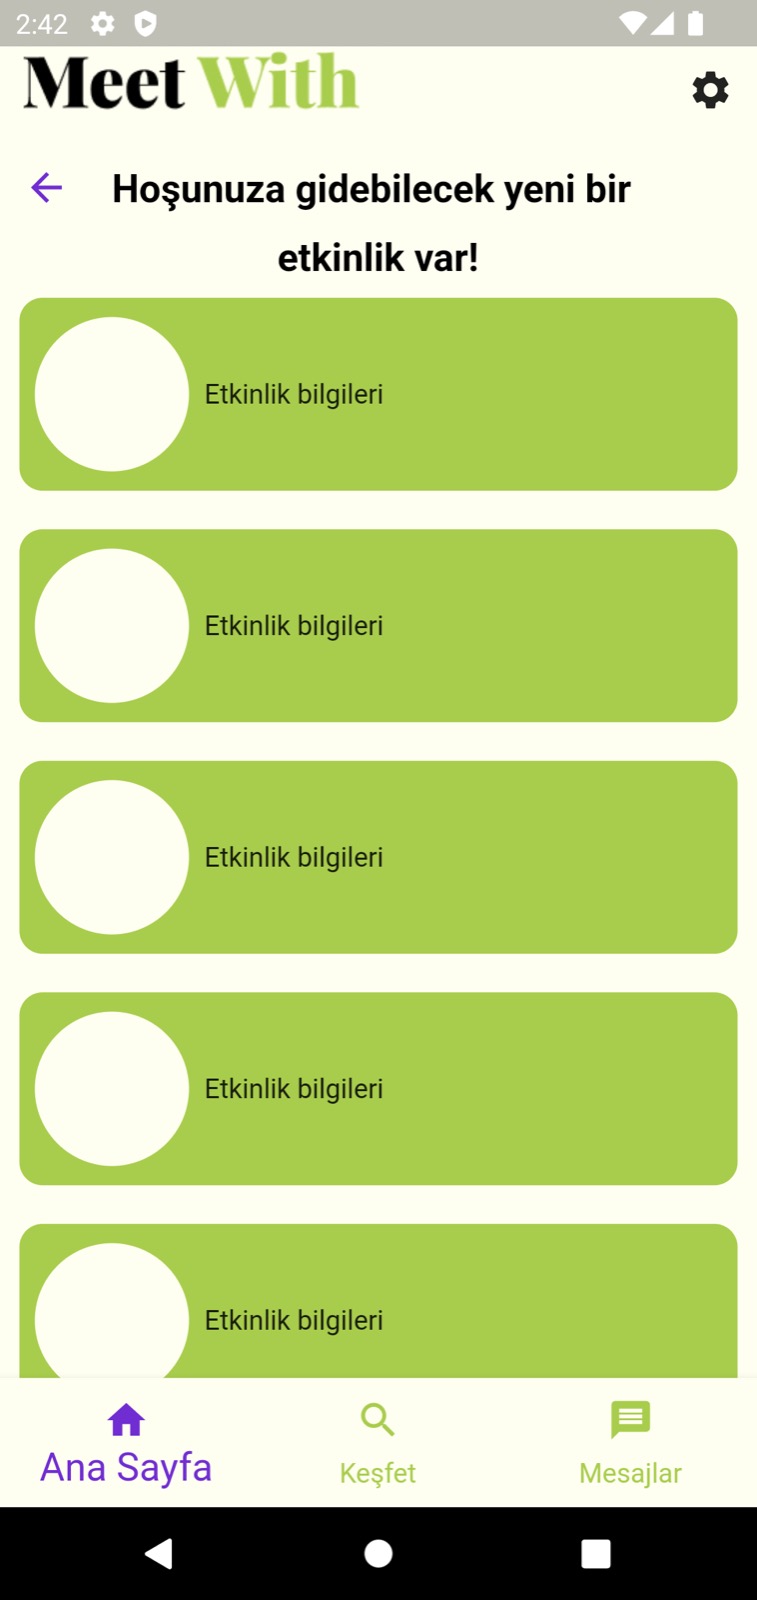 2:42
Meet With
Hoşunuza gidebilecek yeni bir
etkinlik var!
Etkinlik bilgileri
Etkinlik bilgileri
Etkinlik bilgileri
Etkinlik bilgileri
Etkinlik bilgileri
Ana Sayfa
Keşfet
Mesajlar